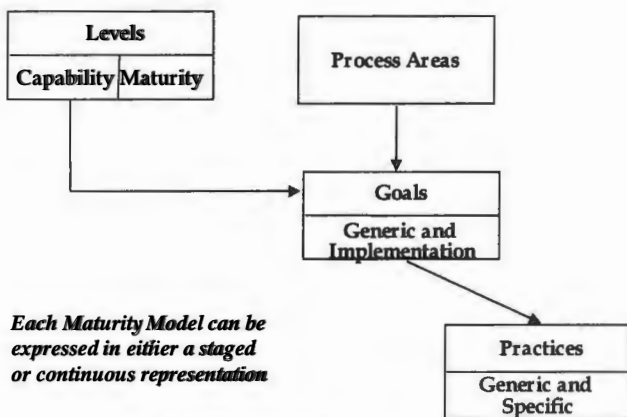 Levels
Capability Maturity
Process Areas
Goals
Generic and
Implementation
Each Maturity Model can be
expressed in either a staged
or continuous representation
Practices
Generic and
Specific